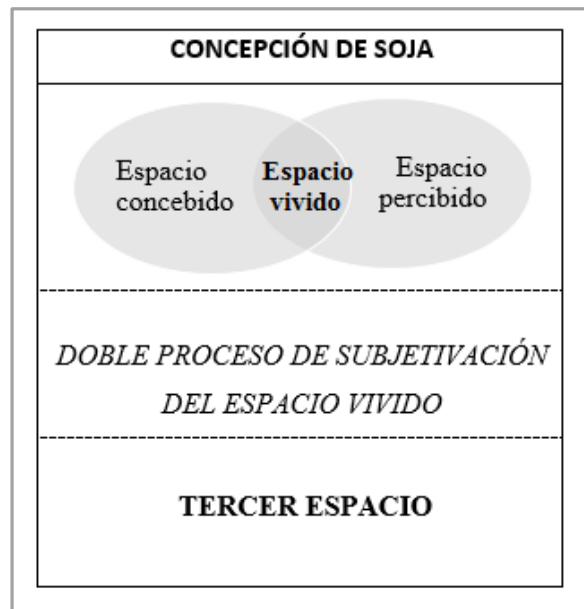 CONCEPCIÓN DE SOJA
Espacio
concebido
Espacio
vivido
Espacio
percibido
DOBLE PROCESO DE SUBJETIVACIÓN
DEL ESPACIO VIVIDO
TERCER ESPACIO